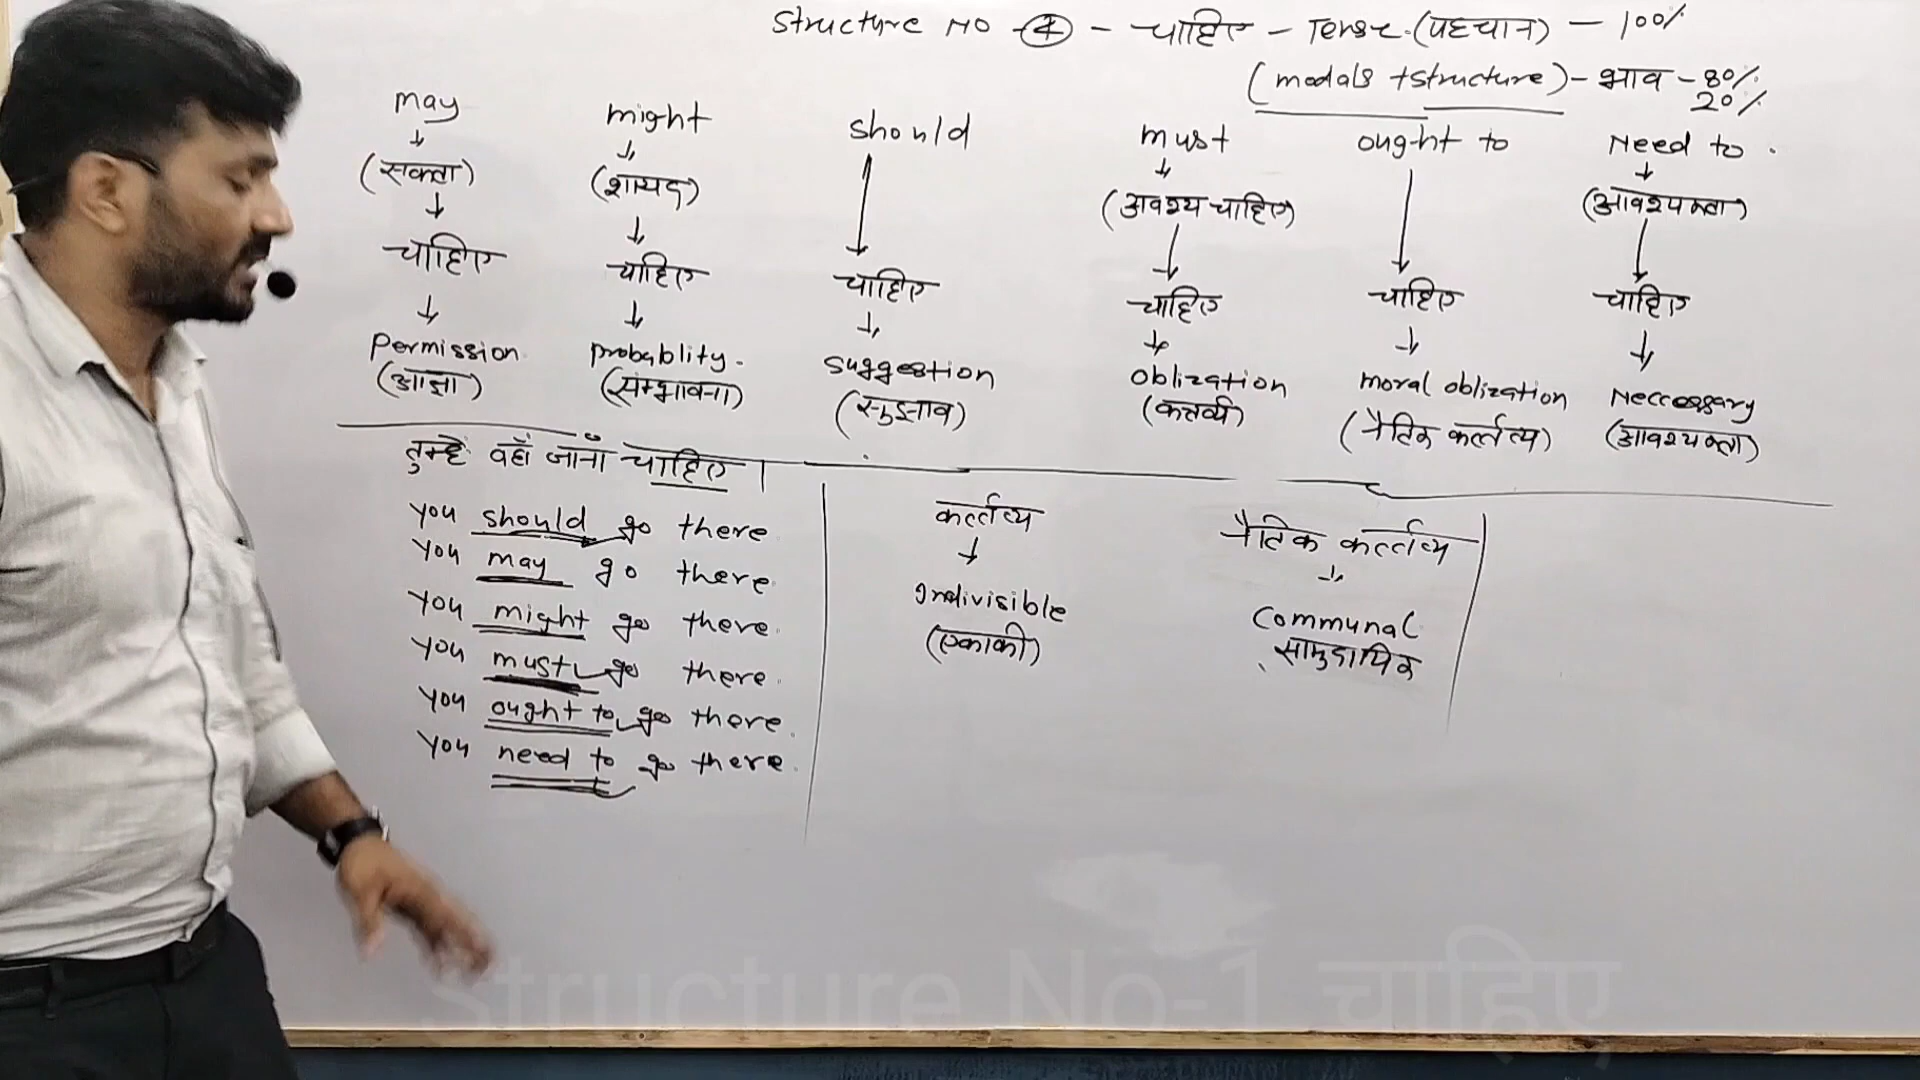 Structure NO - ① - चाहिए - Tense (पहचान) - 100%
(modals + structure) - भाव - 80%
20%
may
might
should
must
ought to
Need to .
(सकता)
(शायद)
(अवश्य चाहिए)
(आवश्यक्ता)
चाहिए
चाहिए
चाहिए
चाहिए
चाहिए
चाहिए
Permission
Probablity .
Suggestion
oblization
moral oblization
Neccessary
(आज्ञा)
(सम्भावना)
(सुझाव)
(कर्त्तव्य)
(नैतिक कर्त्तव्य)
(आवश्यक्ता)
तुम्हें वहाँ जाना चाहिए ।
You should go there
You may go there
You might go there.
You must go there.
You ought to go there.
You need to go there.
कर्त्तव्य
Indivisible
(एकाकी)
नैतिक कर्त्तव्य
Communal
सामुदायिक
Structure No-1 चाहिए